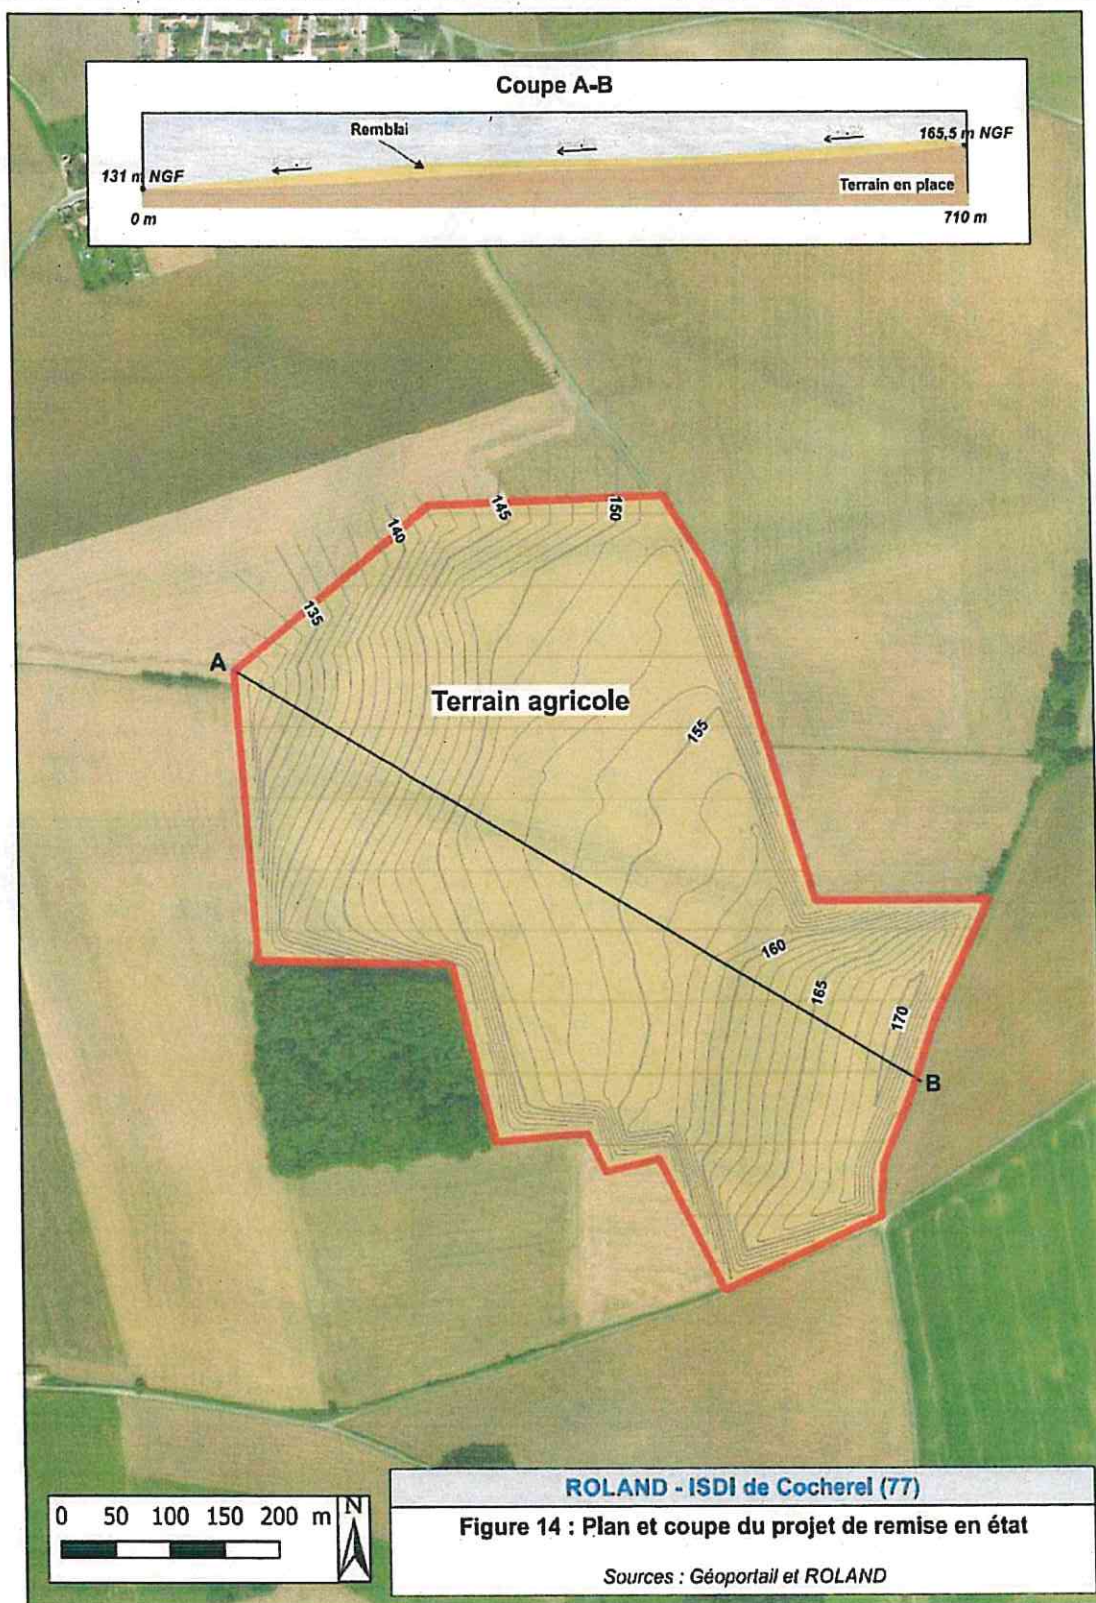 Coupe A-B
Remblai
165,5 m NGF
131 m NGF
Terrain en place
0 m
710 m
150
145
140
135
A
Terrain agricole
155
160
165
170
B
ROLAND - ISDI de Cocherel (77)
0 50 100 150 200 m
N
Figure 14 : Plan et coupe du projet de remise en état
Sources : Géoportail et ROLAND